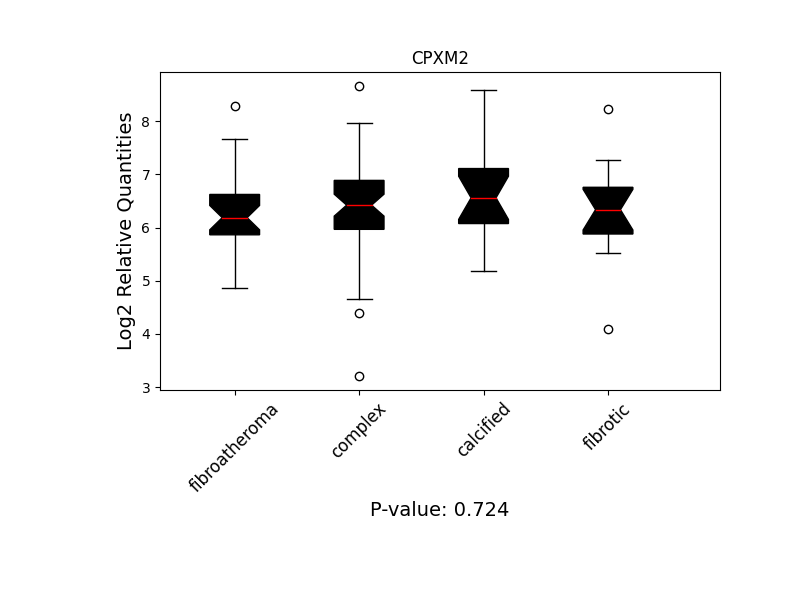 CPXM2
Log2 Relative Quantities
8
7
6
5
4
3
fibroatheroma
complex
calcified
fibrotic
P-value: 0.724